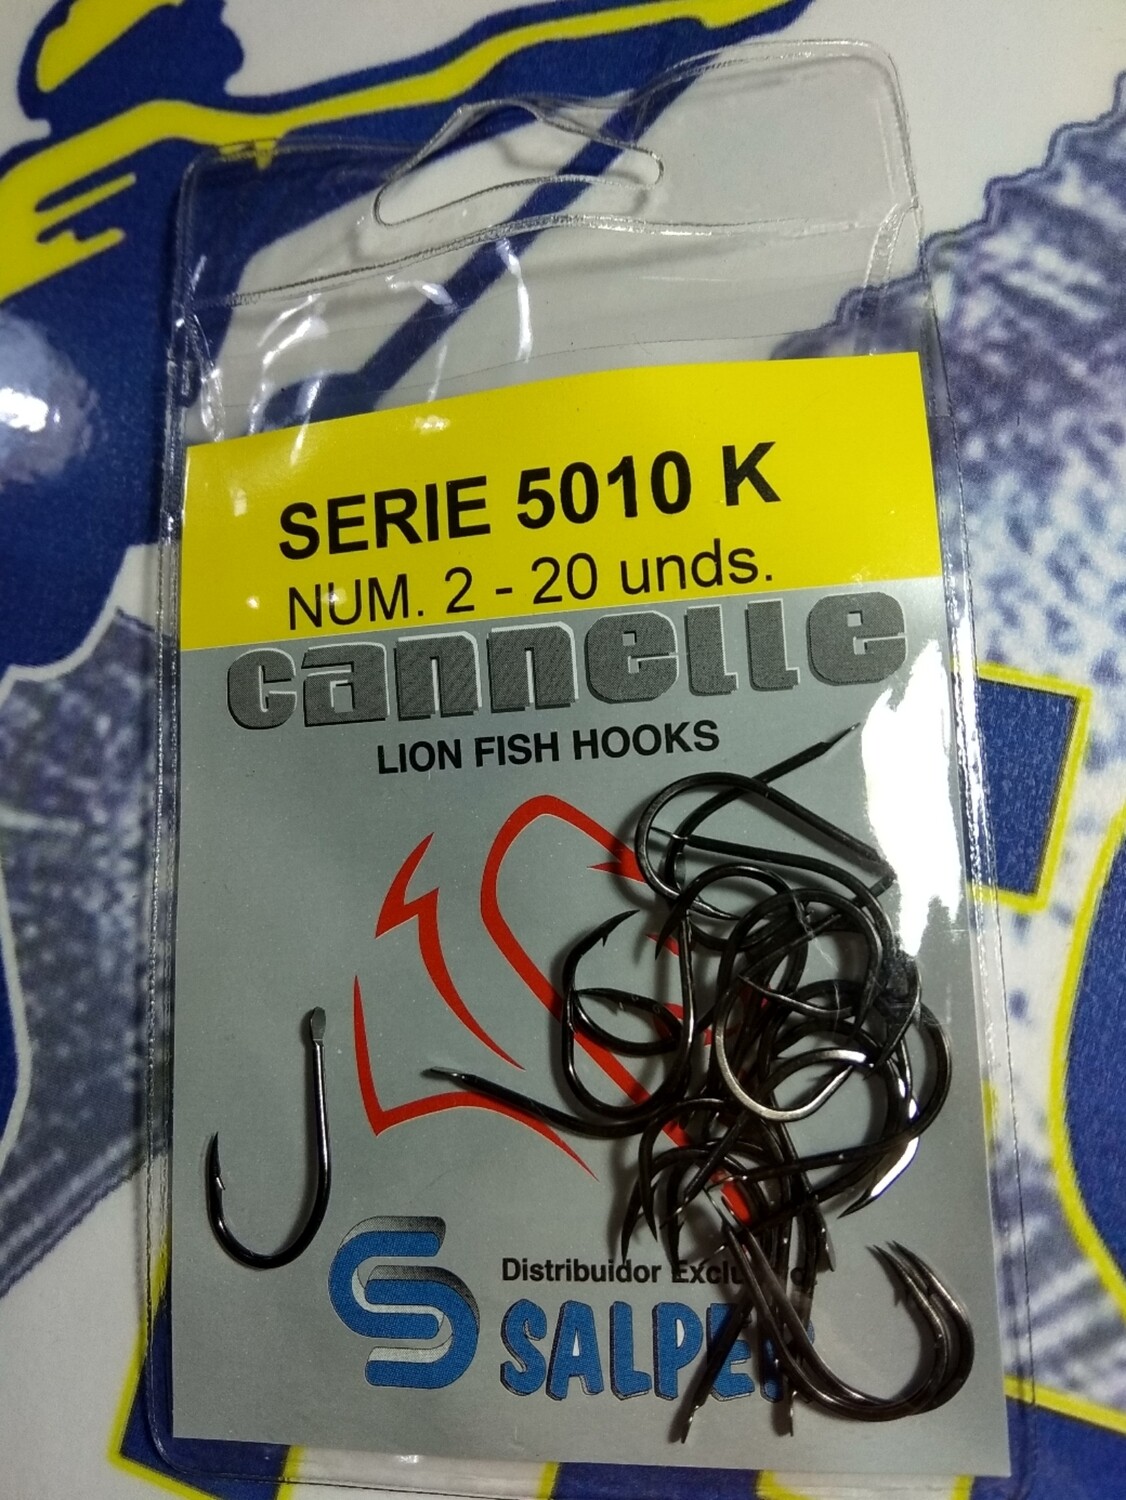 SERIE 5010 K
NUM. 2 - 20 unds.
cannelle
LION FISH HOOKS
Distribuidor